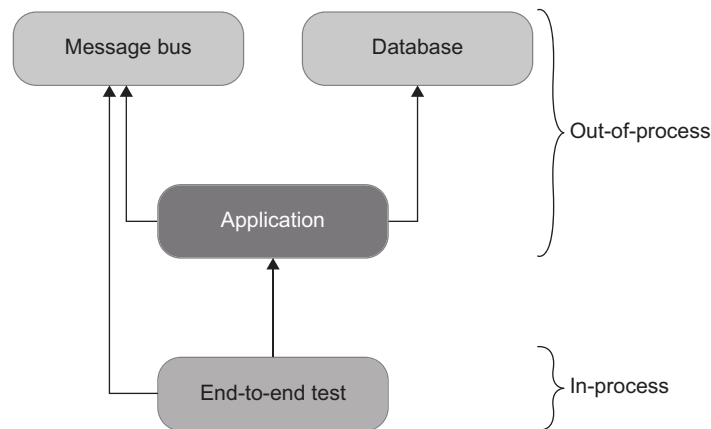 Message bus
Database
Out-of-process
Application
End-to-end test
In-process